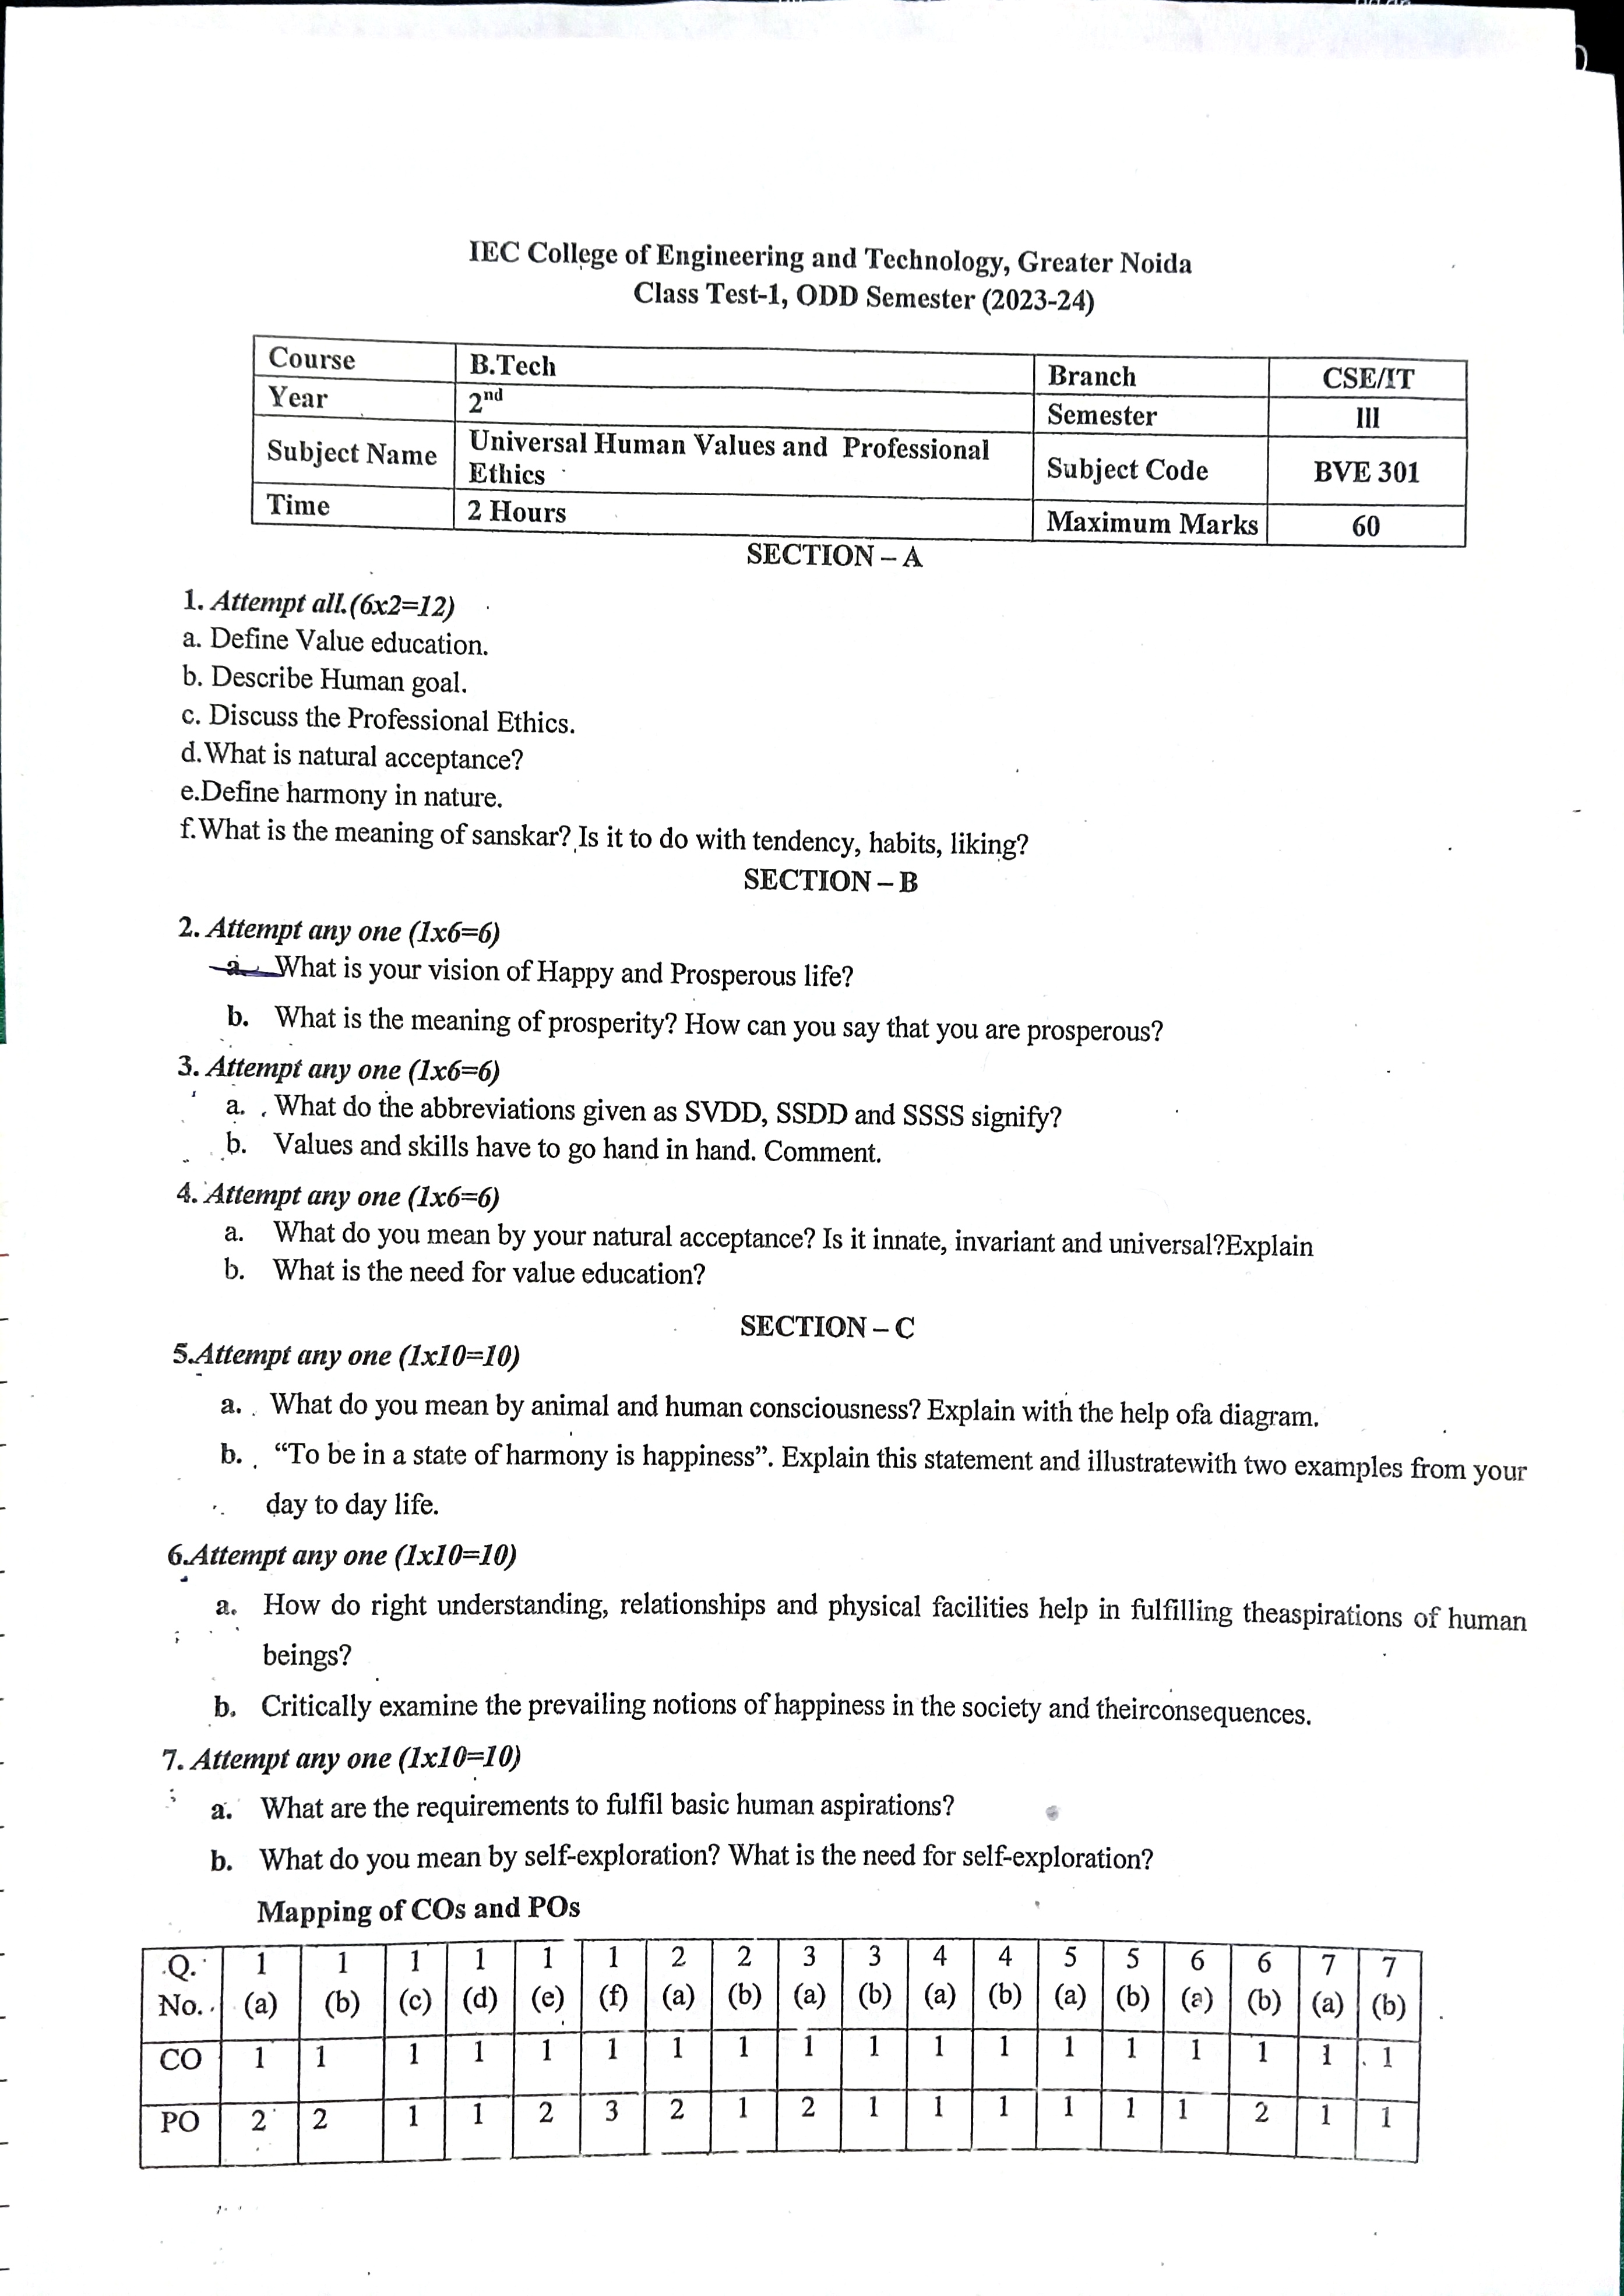 IEC College of Engineering and Technology, Greater Noida
Class Test-1, ODD Semester (2023-24)
Course B.Tech Branch CSE/IT
Year 2nd Semester III
Subject Name Universal Human Values and Professional Ethics Subject Code BVE 301
Time 2 Hours Maximum Marks 60
SECTION – A
1. Attempt all.(6x2=12)
a. Define Value education.
b. Describe Human goal.
c. Discuss the Professional Ethics.
d.What is natural acceptance?
e.Define harmony in nature.
f.What is the meaning of sanskar? Is it to do with tendency, habits, liking?
SECTION – B
2. Attempt any one (1x6=6)
a. What is your vision of Happy and Prosperous life?
b. What is the meaning of prosperity? How can you say that you are prosperous?
3. Attempt any one (1x6=6)
a. What do the abbreviations given as SVDD, SSDD and SSSS signify?
b. Values and skills have to go hand in hand. Comment.
4. Attempt any one (1x6=6)
a. What do you mean by your natural acceptance? Is it innate, invariant and universal?Explain
b. What is the need for value education?
SECTION – C
5.Attempt any one (1x10=10)
a. What do you mean by animal and human consciousness? Explain with the help ofa diagram.
b. “To be in a state of harmony is happiness”. Explain this statement and illustratewith two examples from your
day to day life.
6.Attempt any one (1x10=10)
a. How do right understanding, relationships and physical facilities help in fulfilling theaspirations of human
beings?
b. Critically examine the prevailing notions of happiness in the society and theirconsequences.
7. Attempt any one (1x10=10)
a. What are the requirements to fulfil basic human aspirations?
b. What do you mean by self-exploration? What is the need for self-exploration?
Mapping of COs and POs
Q. 1 1 1 1 1 1 2 2 3 3 4 4 5 5 6 6 7 7
No. (a) (b) (c) (d) (e) (f) (a) (b) (a) (b) (a) (b) (a) (b) (a) (b) (a) (b)
CO 1 1 1 1 1 1 1 1 1 1 1 1 1 1 1 1 1 1
PO 2 2 1 1 2 3 2 1 2 1 1 1 1 1 1 2 1 1